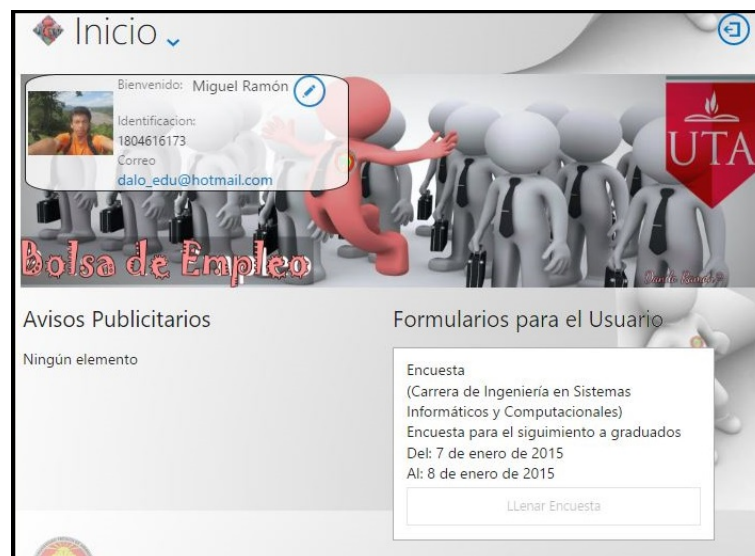 Inicio
Bienvenido: Miguel Ramón
Identificacion:
1804616173
Correo
dalo_edu@hotmail.com
UTA
Bolsa de Empleo
Avisos Publicitarios
Ningún elemento
Formularios para el Usuario
Encuesta
(Carrera de Ingeniería en Sistemas
Informáticos y Computacionales)
Encuesta para el siguimiento a graduados
Del: 7 de enero de 2015
Al: 8 de enero de 2015
LLenar Encuesta